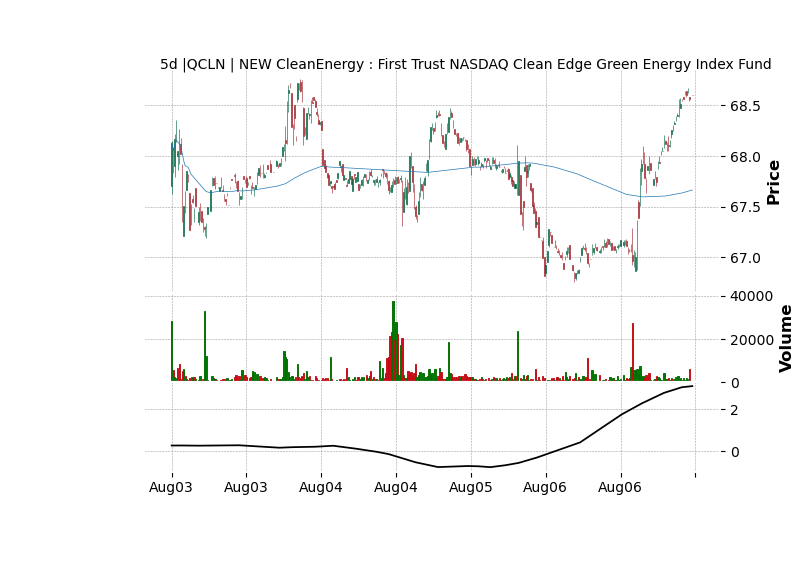 5d |QCLN | NEW CleanEnergy : First Trust NASDAQ Clean Edge Green Energy Index Fund
68.5
68.0
67.5
67.0
Price
40000
20000
0
Volume
2
0
Aug03 Aug03 Aug04 Aug04 Aug05 Aug06 Aug06